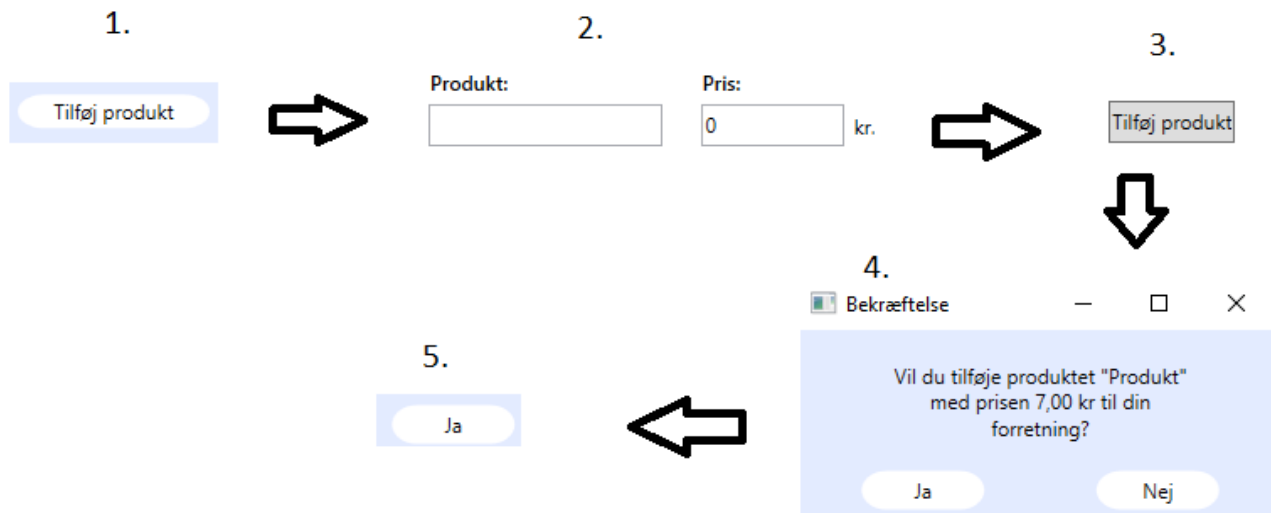 1.
Tilføj produkt
2.
Produkt:
Pris:
0
kr.
3.
Tilføj produkt
4.
Bekræftelse
Vil du tilføje produktet "Produkt"
med prisen 7,00 kr til din
forretning?
Ja
Nej
5.
Ja